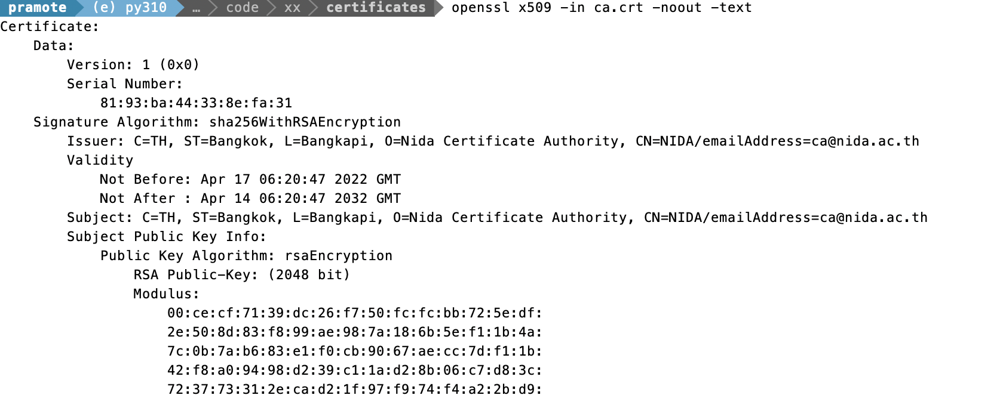 pramote (e) py310 … code xx certificates openssl x509 -in ca.crt -noout -text
Certificate:
    Data:
        Version: 1 (0x0)
        Serial Number:
            81:93:ba:44:33:8e:fa:31
    Signature Algorithm: sha256WithRSAEncryption
        Issuer: C=TH, ST=Bangkok, L=Bangkapi, O=Nida Certificate Authority, CN=NIDA/emailAddress=ca@nida.ac.th
        Validity
            Not Before: Apr 17 06:20:47 2022 GMT
            Not After : Apr 14 06:20:47 2032 GMT
        Subject: C=TH, ST=Bangkok, L=Bangkapi, O=Nida Certificate Authority, CN=NIDA/emailAddress=ca@nida.ac.th
        Subject Public Key Info:
            Public Key Algorithm: rsaEncryption
                RSA Public-Key: (2048 bit)
                Modulus:
                    00:ce:cf:71:39:dc:26:f7:50:fc:fc:bb:72:5e:df:
                    2e:50:8d:83:f8:99:ae:98:7a:18:6b:5e:f1:1b:4a:
                    7c:0b:7a:b6:83:e1:f0:cb:90:67:ae:cc:7d:f1:1b:
                    42:f8:a0:94:98:d2:39:c1:1a:d2:8b:06:c7:d8:3c:
                    72:37:73:31:2e:ca:d2:1f:97:f9:74:f4:a2:2b:d9: